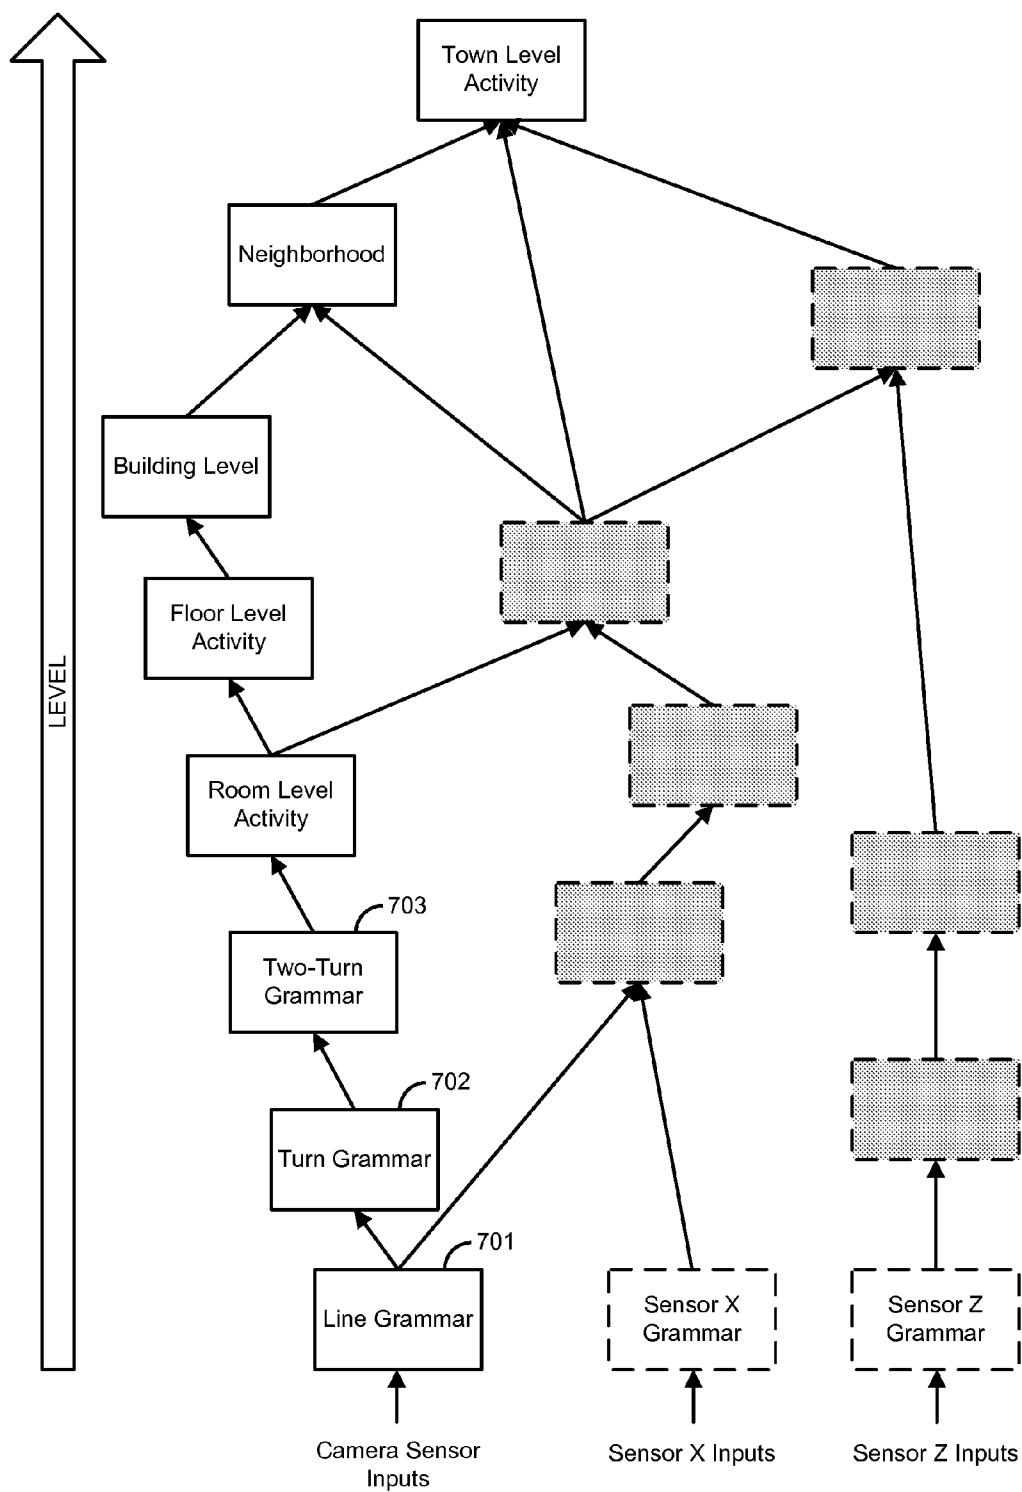 Town Level
Activity
Neighborhood
Building Level
Floor Level
Activity
LEVEL
Room Level
Activity
703
Two-Turn
Grammar
702
Turn Grammar
701
Line Grammar
Sensor X
Grammar
Sensor Z
Grammar
Camera Sensor
Inputs
Sensor X Inputs
Sensor Z Inputs